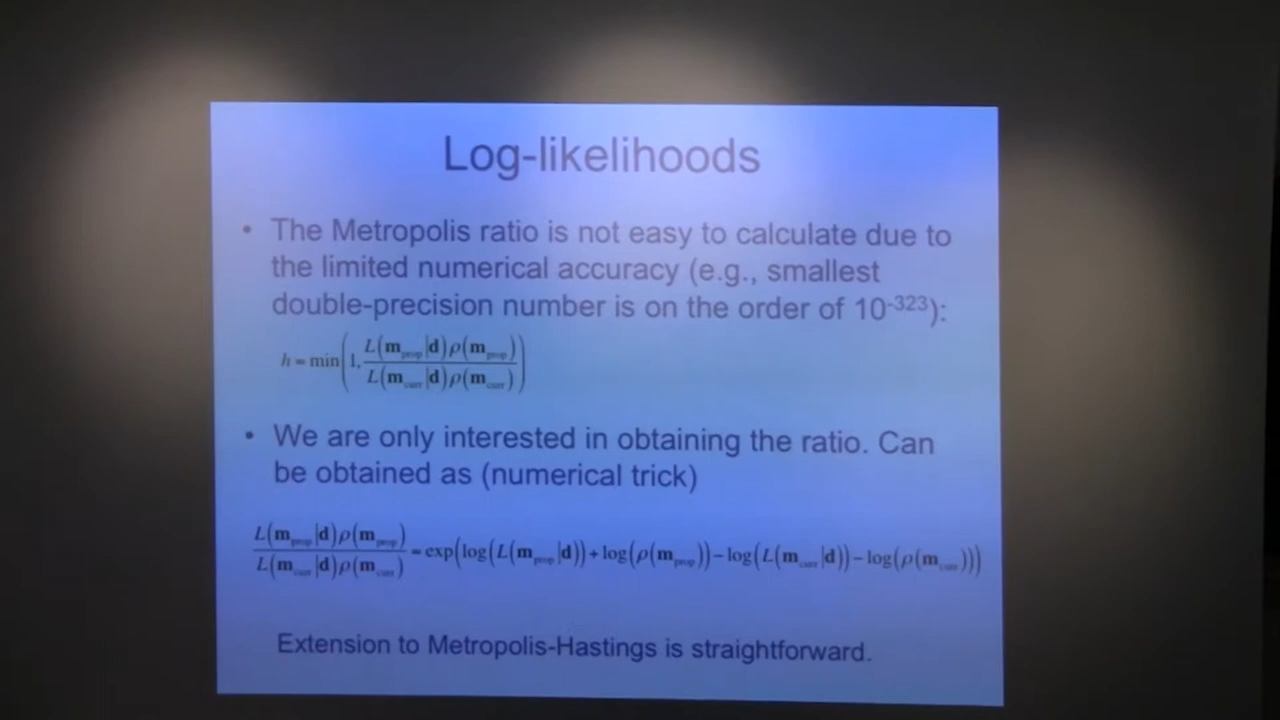 Log-likelihoods
• The Metropolis ratio is not easy to calculate due to
the limited numerical accuracy (e.g., smallest
double-precision number is on the order of 10⁻³²³):
h = min(1, L(m_prop|d)ρ(m_prop) / L(m_curr|d)ρ(m_curr))
• We are only interested in obtaining the ratio. Can
be obtained as (numerical trick)
L(m_prop|d)ρ(m_prop) / L(m_curr|d)ρ(m_curr) = exp(log(L(m_prop|d)) + log(ρ(m_prop)) − log(L(m_curr|d)) − log(ρ(m_curr)))
Extension to Metropolis-Hastings is straightforward.